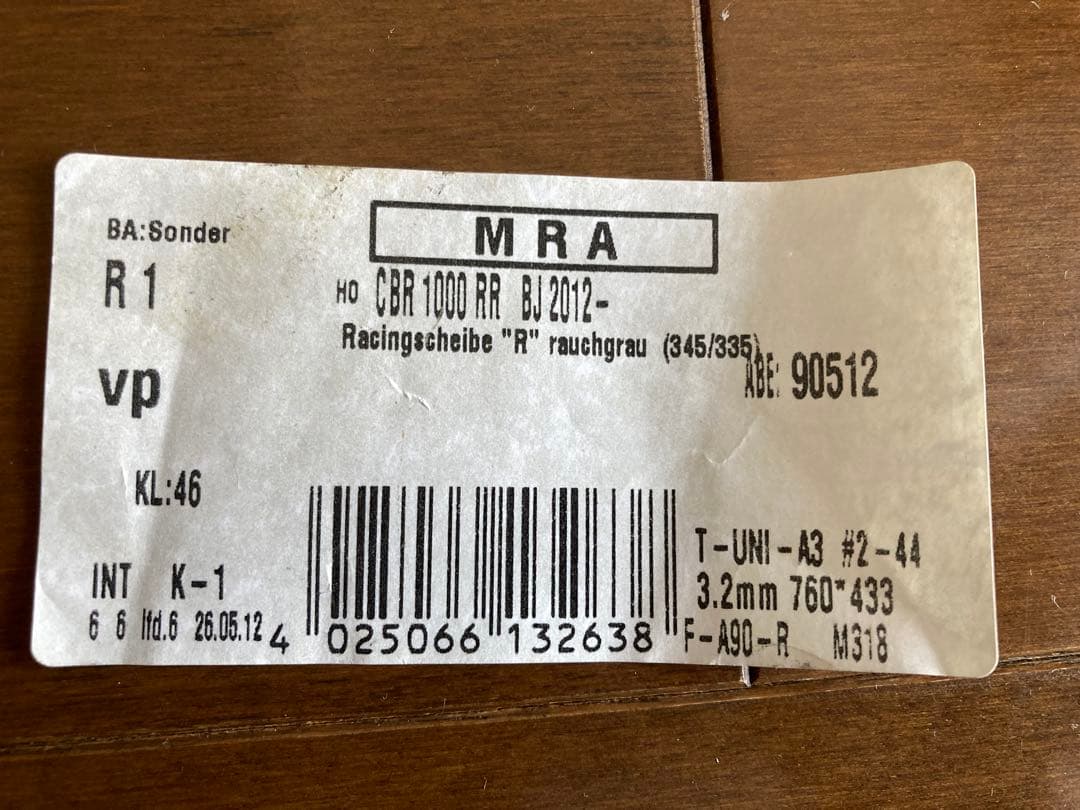 BA:Sonder
MRA
R1
HO CBR 1000 RR BJ 2012-
Racingscheibe "R" rauchgrau (345/335)
vp
ABE: 90512
KL:46
T-UNI-A3 #2-44
INT K-1
3.2mm 760*433
6 6 lfd.6 26.05.12
4 025066 132638
F-A90-R M318